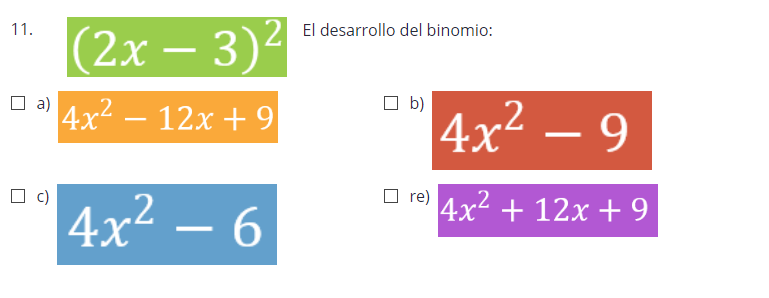 11. (2x − 3)² El desarrollo del binomio:
a) 4x² − 12x + 9 b) 4x² − 9
c) 4x² − 6 re) 4x² + 12x + 9